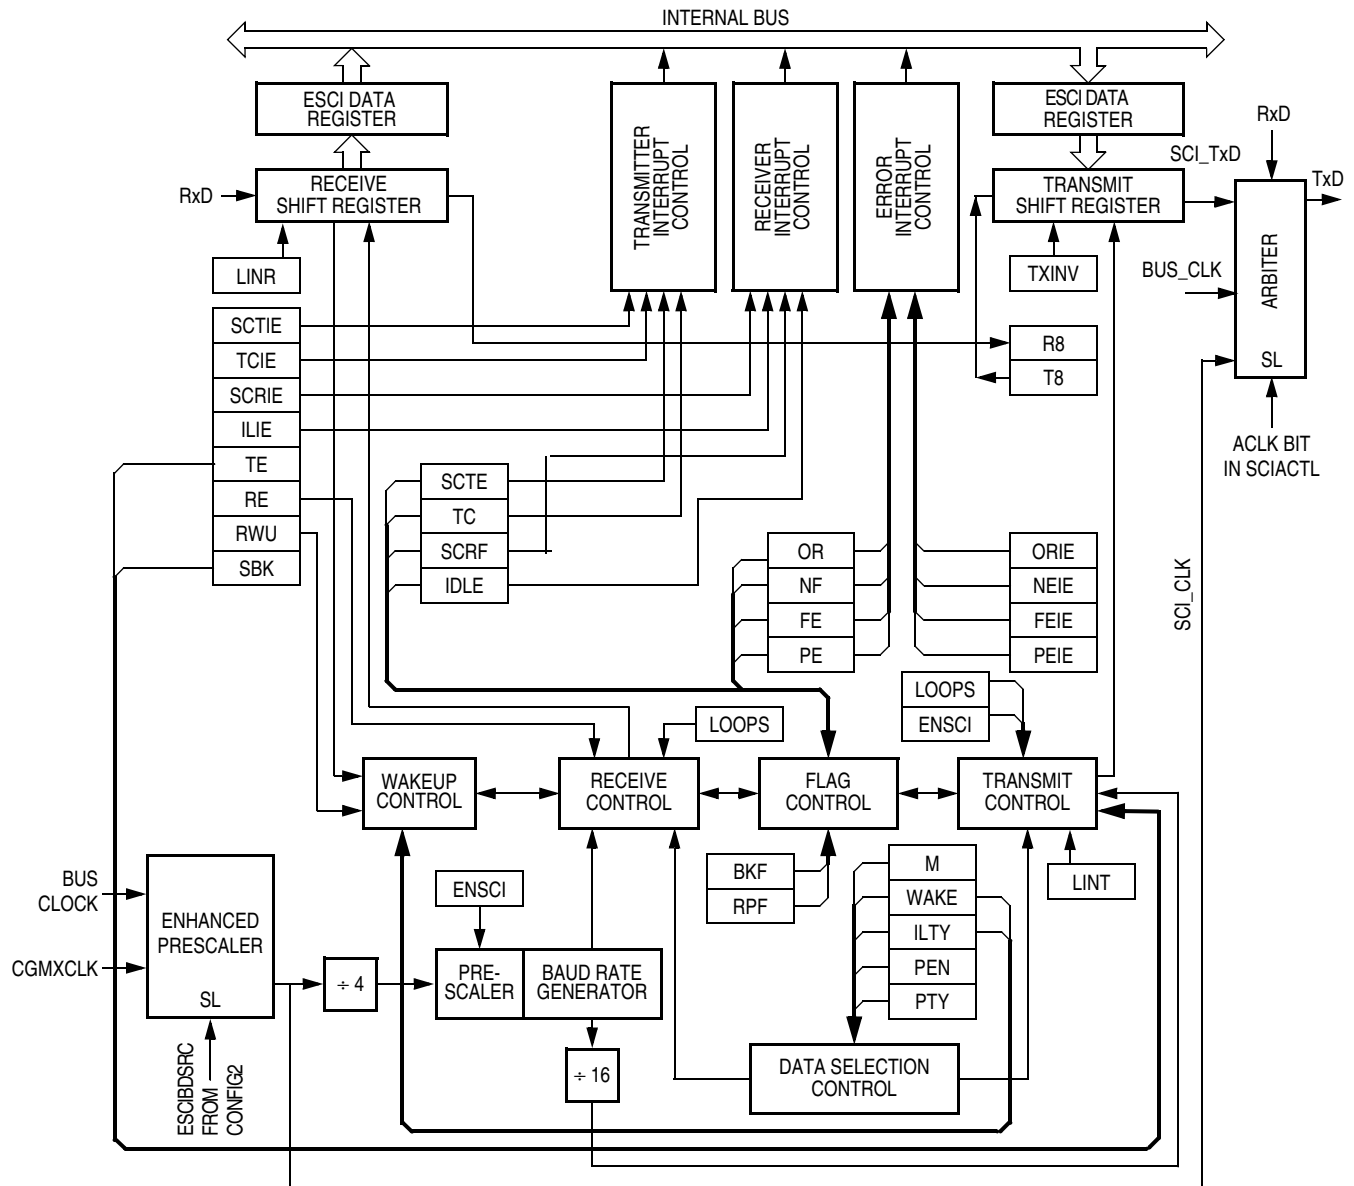 INTERNAL BUS
ESCI DATA
REGISTER
RECEIVE
SHIFT REGISTER
RxD
LINR
TRANSMITTER
INTERRUPT
CONTROL
RECEIVER
INTERRUPT
CONTROL
ERROR
INTERRUPT
CONTROL
ESCI DATA
REGISTER
TRANSMIT
SHIFT REGISTER
TXINV
SCI_TxD
RxD
TxD
BUS_CLK
ARBITER
SL
ACLK BIT
IN SCIACTL
R8
T8
SCTIE
TCIE
SCRIE
ILIE
TE
RE
RWU
SBK
SCTE
TC
SCRF
IDLE
OR
NF
FE
PE
ORIE
NEIE
FEIE
PEIE
SCI_CLK
LOOPS
LOOPS
ENSCI
WAKEUP
CONTROL
RECEIVE
CONTROL
FLAG
CONTROL
TRANSMIT
CONTROL
BKF
RPF
M
WAKE
ILTY
PEN
PTY
LINT
BUS
CLOCK
CGMXCLK
ENHANCED
PRESCALER
SL
ESCIBDSRC
FROM
CONFIG2
÷ 4
ENSCI
PRE-
SCALER
BAUD RATE
GENERATOR
÷ 16
DATA SELECTION
CONTROL